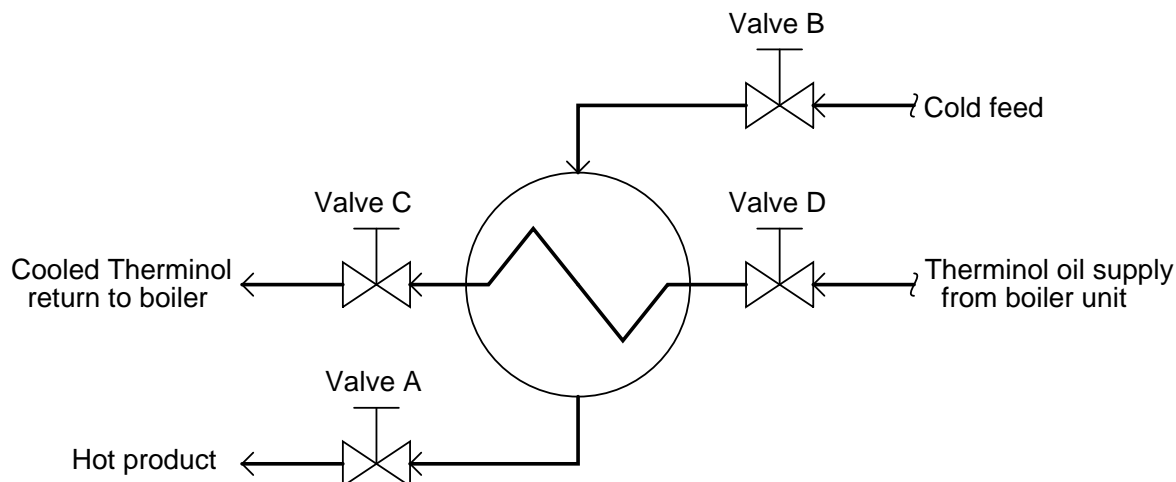 Valve B
Cold feed
Valve C
Valve D
Cooled Therminol
return to boiler
Therminol oil supply
from boiler unit
Valve A
Hot product